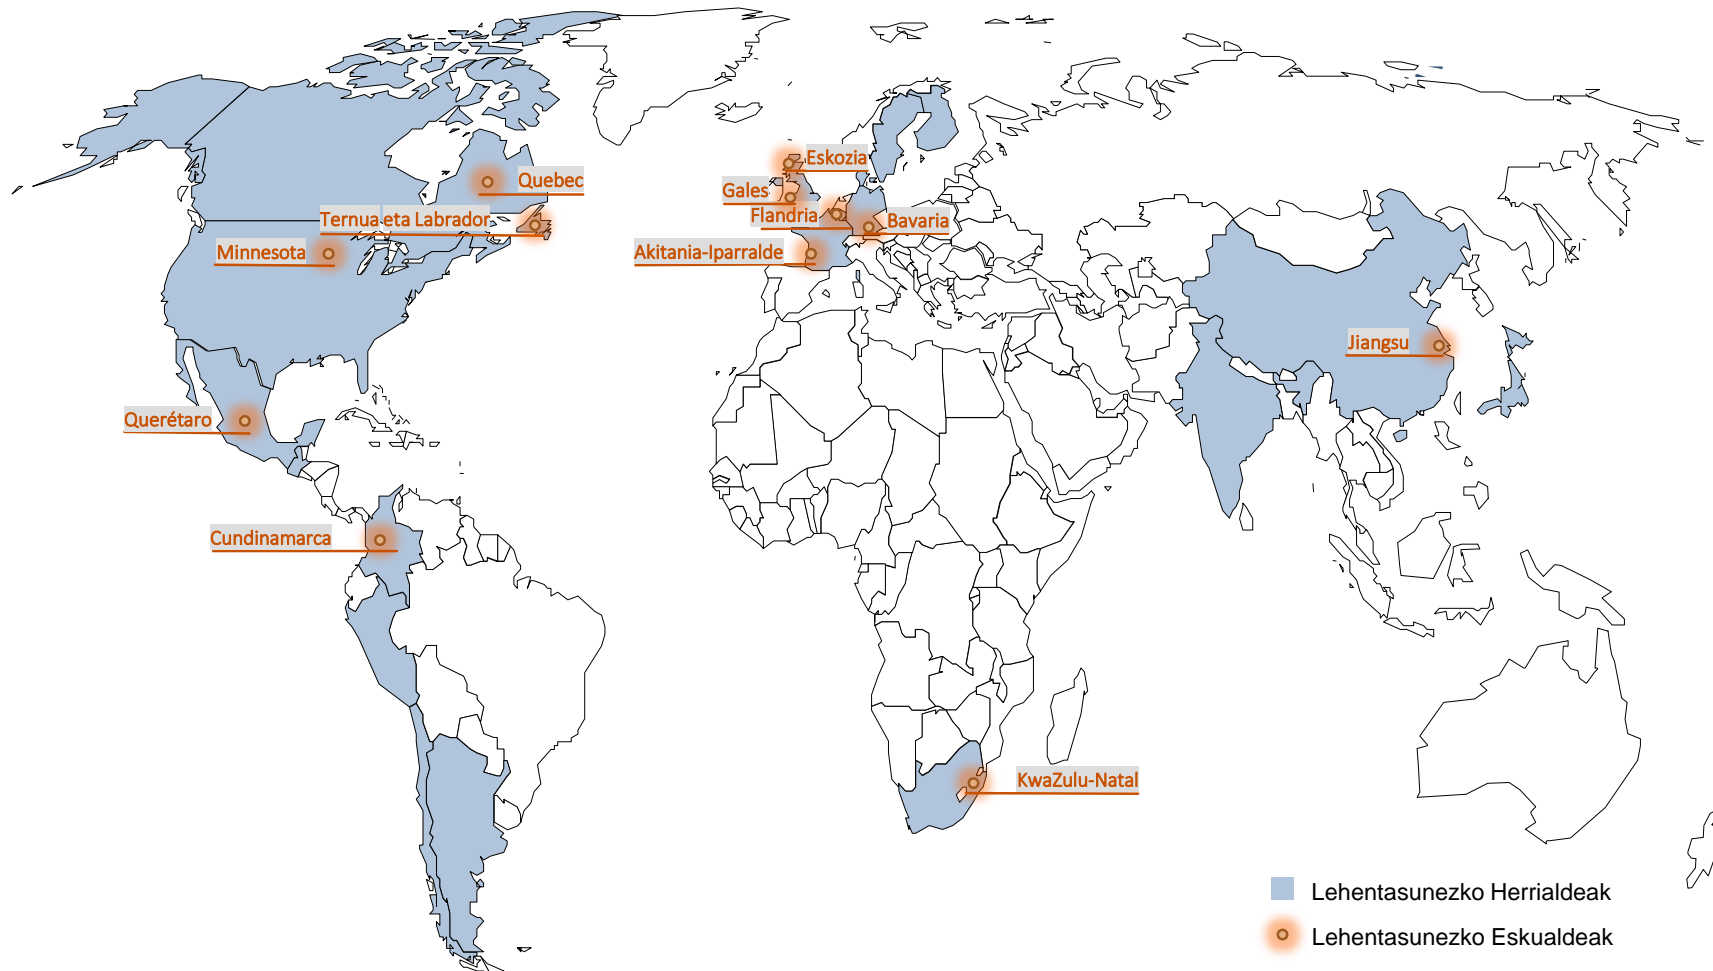 Eskozia
Quebec
Gales
Flandria
Bavaria
Ternua eta Labrador
Minnesota
Akitania-Iparralde
Jiangsu
Querétaro
Cundinamarca
KwaZulu-Natal
Lehentasunezko Herrialdeak
Lehentasunezko Eskualdeak